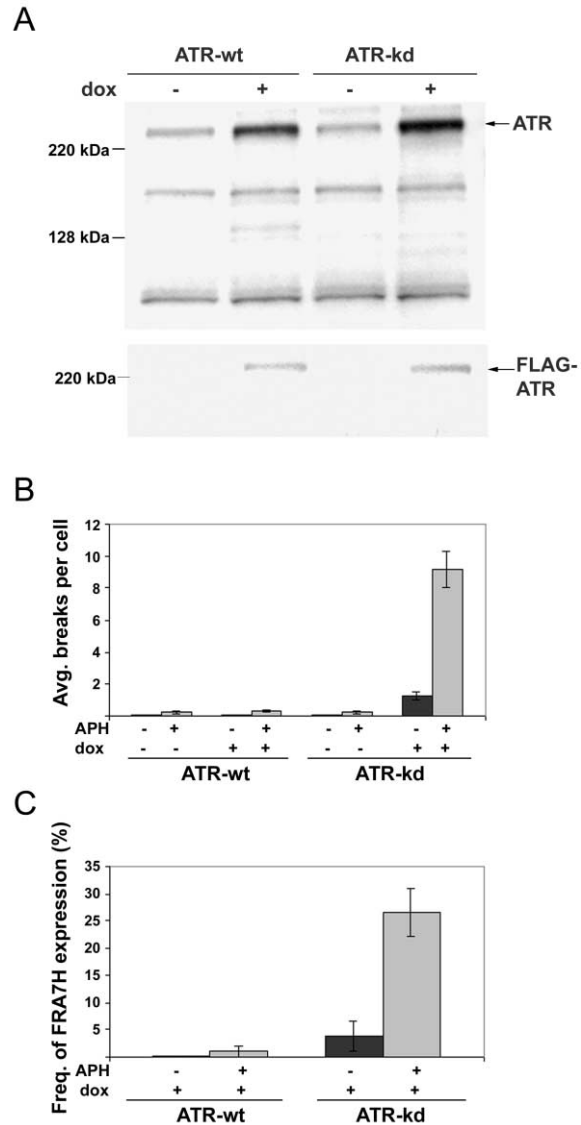 A
ATR-wt ATR-kd
dox - + - +
ATR
220 kDa
128 kDa
220 kDa
FLAG-
ATR
B
Avg. breaks per cell
12
10
8
6
4
2
APH - + - + - + - +
dox - - + + - - + +
ATR-wt ATR-kd
C
Freq. of FRA7H expression (%)
35
30
25
20
15
10
5
APH - + - +
dox + + + +
ATR-wt ATR-kd